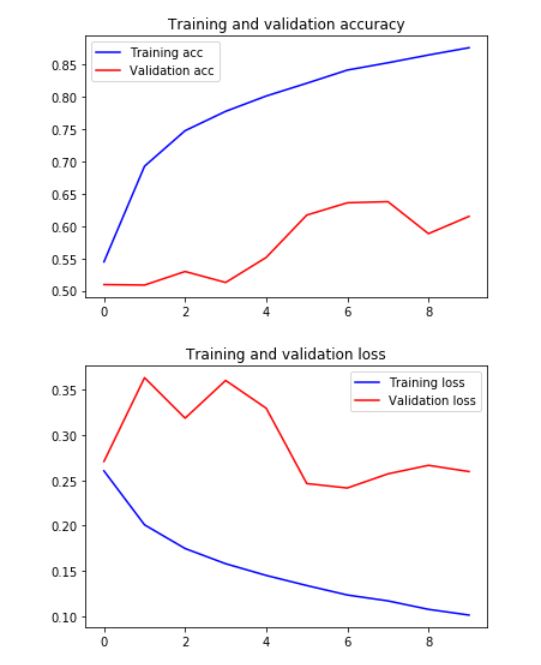 Training and validation accuracy
Training acc
Validation acc
0.85
0.80
0.75
0.70
0.65
0.60
0.55
0.50
0 2 4 6 8
Training and validation loss
Training loss
Validation loss
0.35
0.30
0.25
0.20
0.15
0.10
0 2 4 6 8